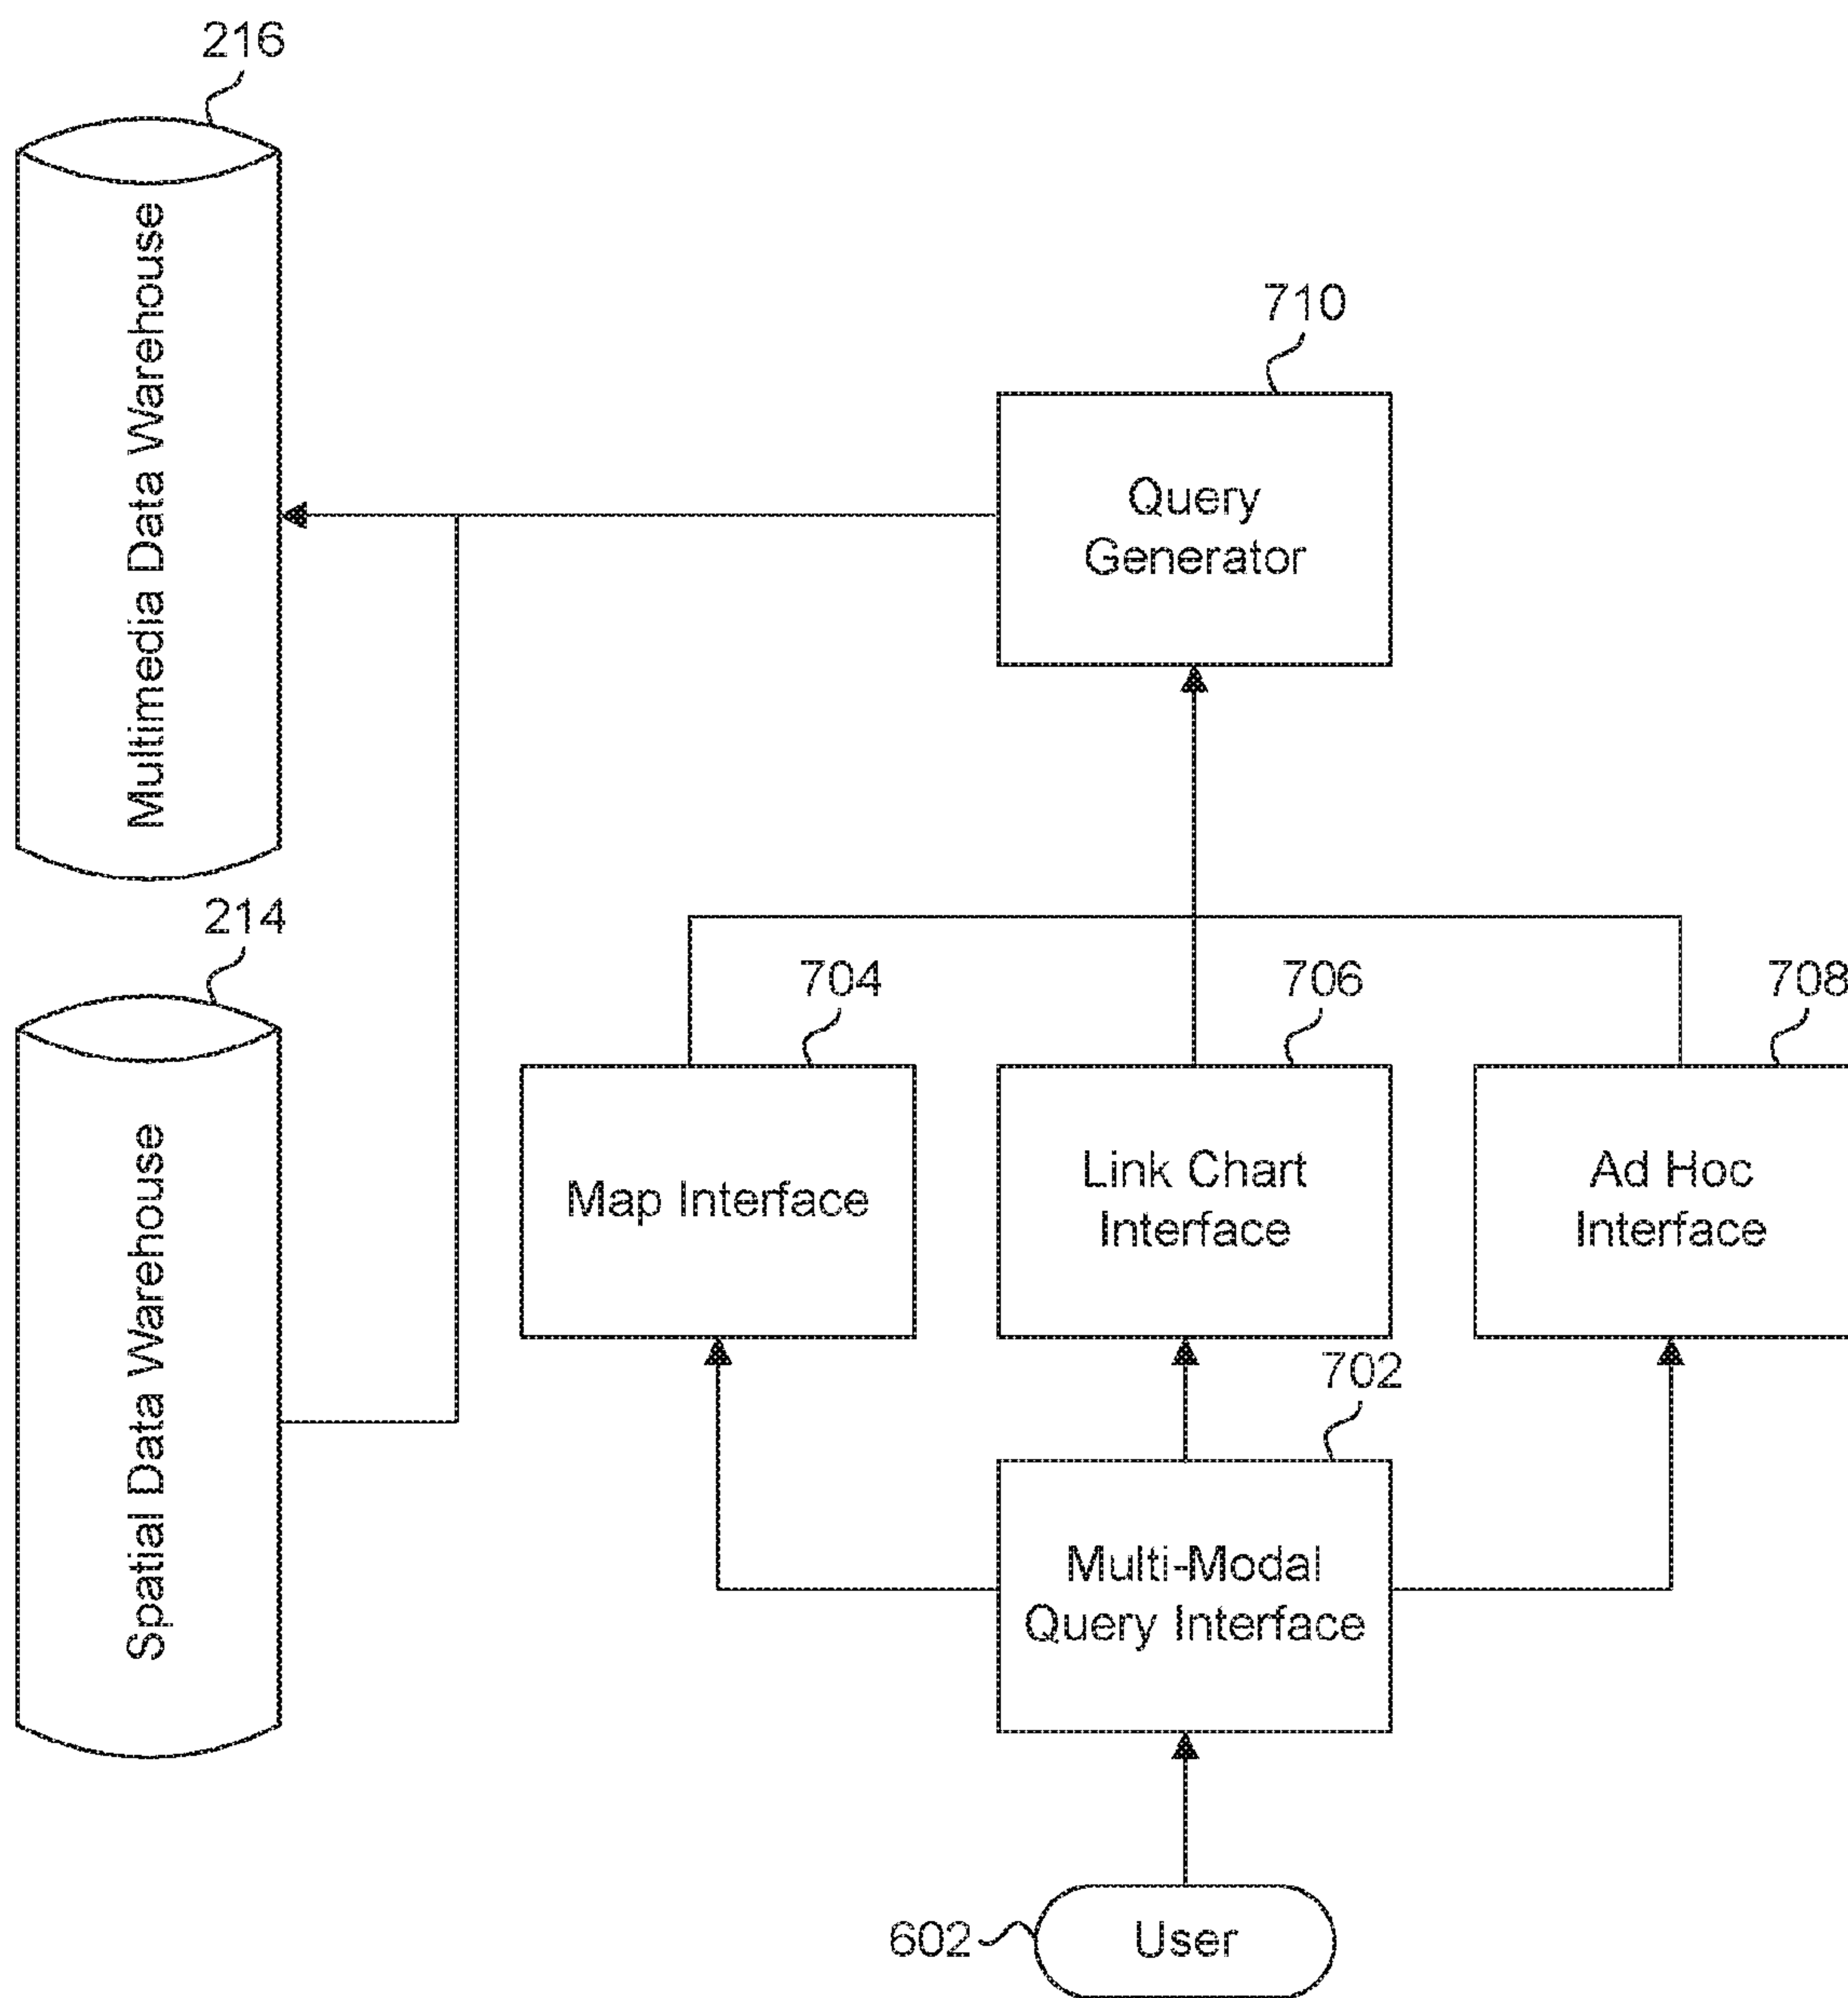 216
Multimedia Data Warehouse
710
Query
Generator
214
Spatial Data Warehouse
704
Map Interface
706
Link Chart
Interface
708
Ad Hoc
Interface
702
Multi-Modal
Query Interface
602
User